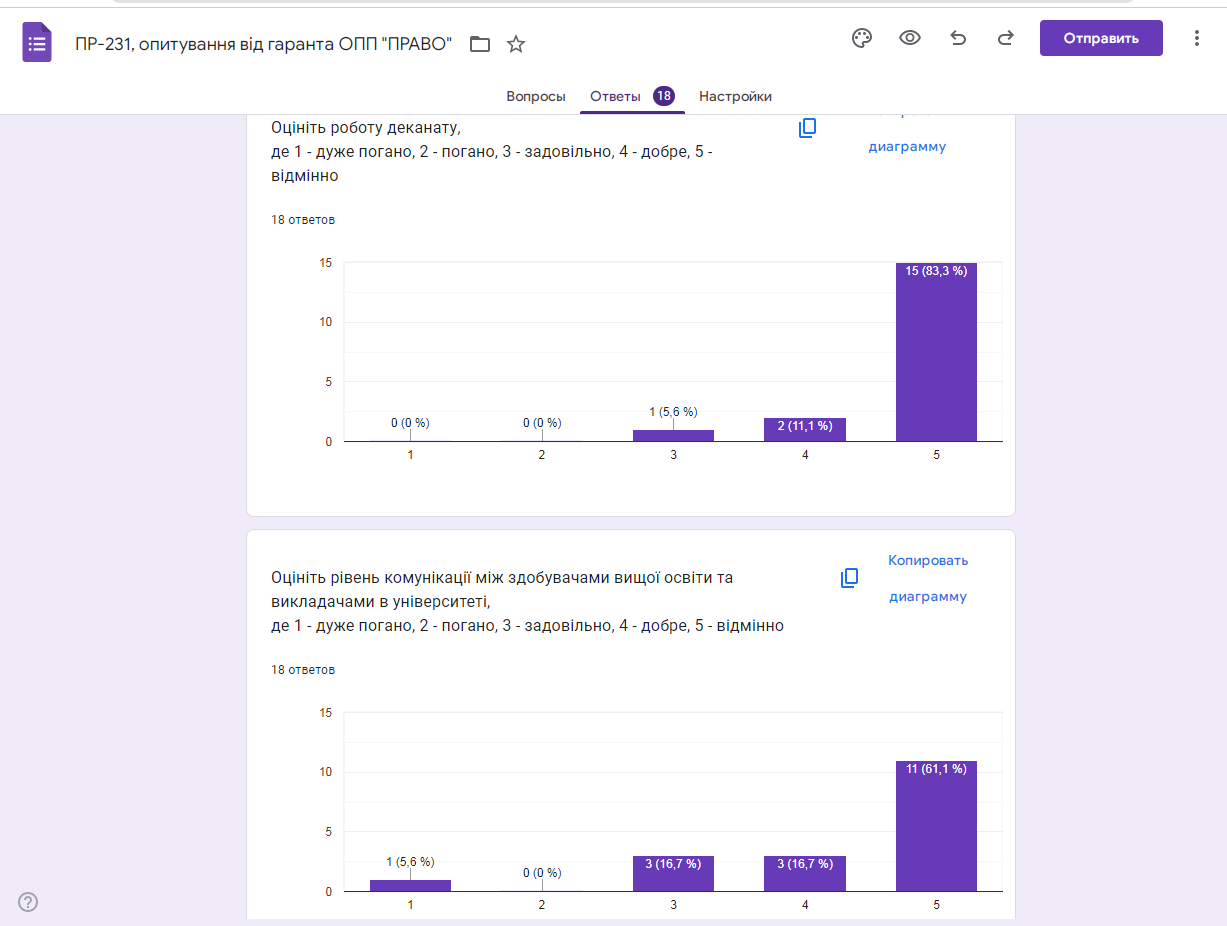 ПР-231, опитування від гаранта ОПП "ПРАВО"
Отправить
Вопросы Ответы 18 Настройки
Оцініть роботу деканату,
де 1 - дуже погано, 2 - погано, 3 - задовільно, 4 - добре, 5 -
відмінно
диаграмму
18 ответов
15
10
5
0
0 (0 %)
0 (0 %)
1 (5,6 %)
2 (11,1 %)
15 (83,3 %)
1 2 3 4 5
Оцініть рівень комунікації між здобувачами вищої освіти та
викладачами в університеті,
де 1 - дуже погано, 2 - погано, 3 - задовільно, 4 - добре, 5 - відмінно
Копировать
диаграмму
18 ответов
15
10
5
0
1 (5,6 %)
0 (0 %)
3 (16,7 %)
3 (16,7 %)
11 (61,1 %)
1 2 3 4 5